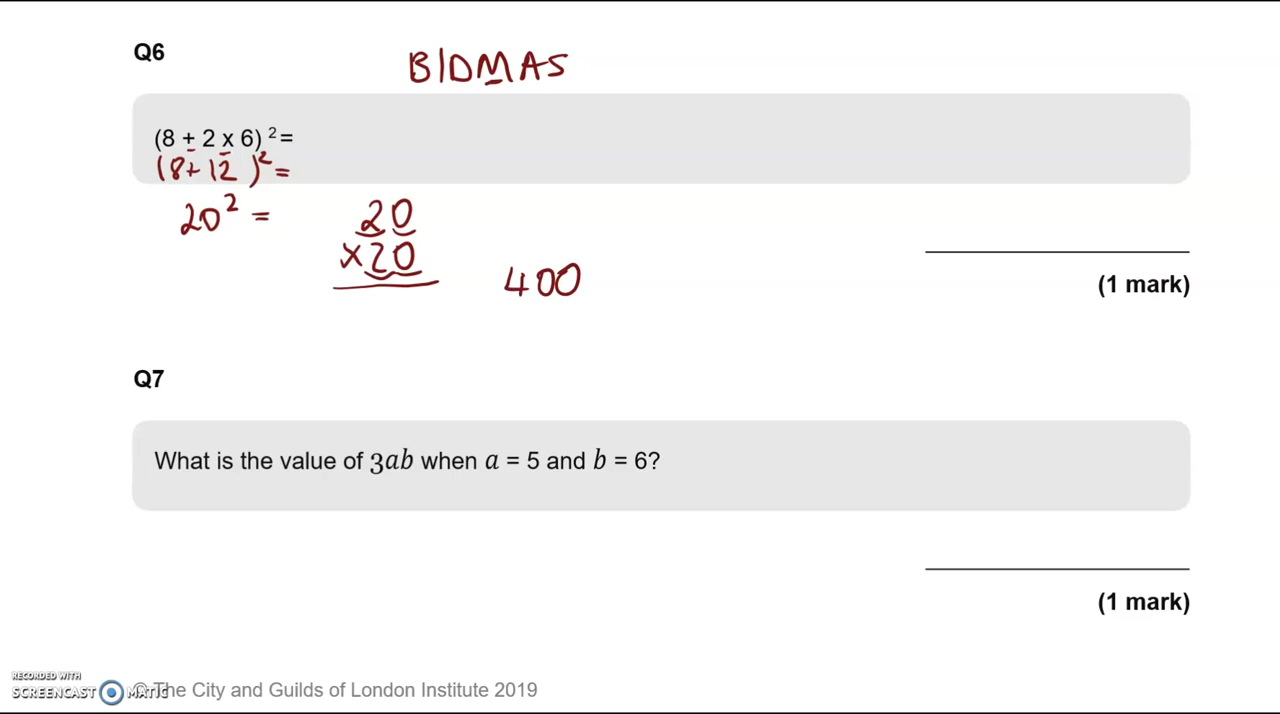 Q6
BIDMAS
(8 + 2 x 6) ² =
(8 + 12 )² =
20² =
20
x 20
400
(1 mark)
Q7
What is the value of 3ab when a = 5 and b = 6?
(1 mark)
RECORDED WITH
SCREENCAST MATIC
© The City and Guilds of London Institute 2019